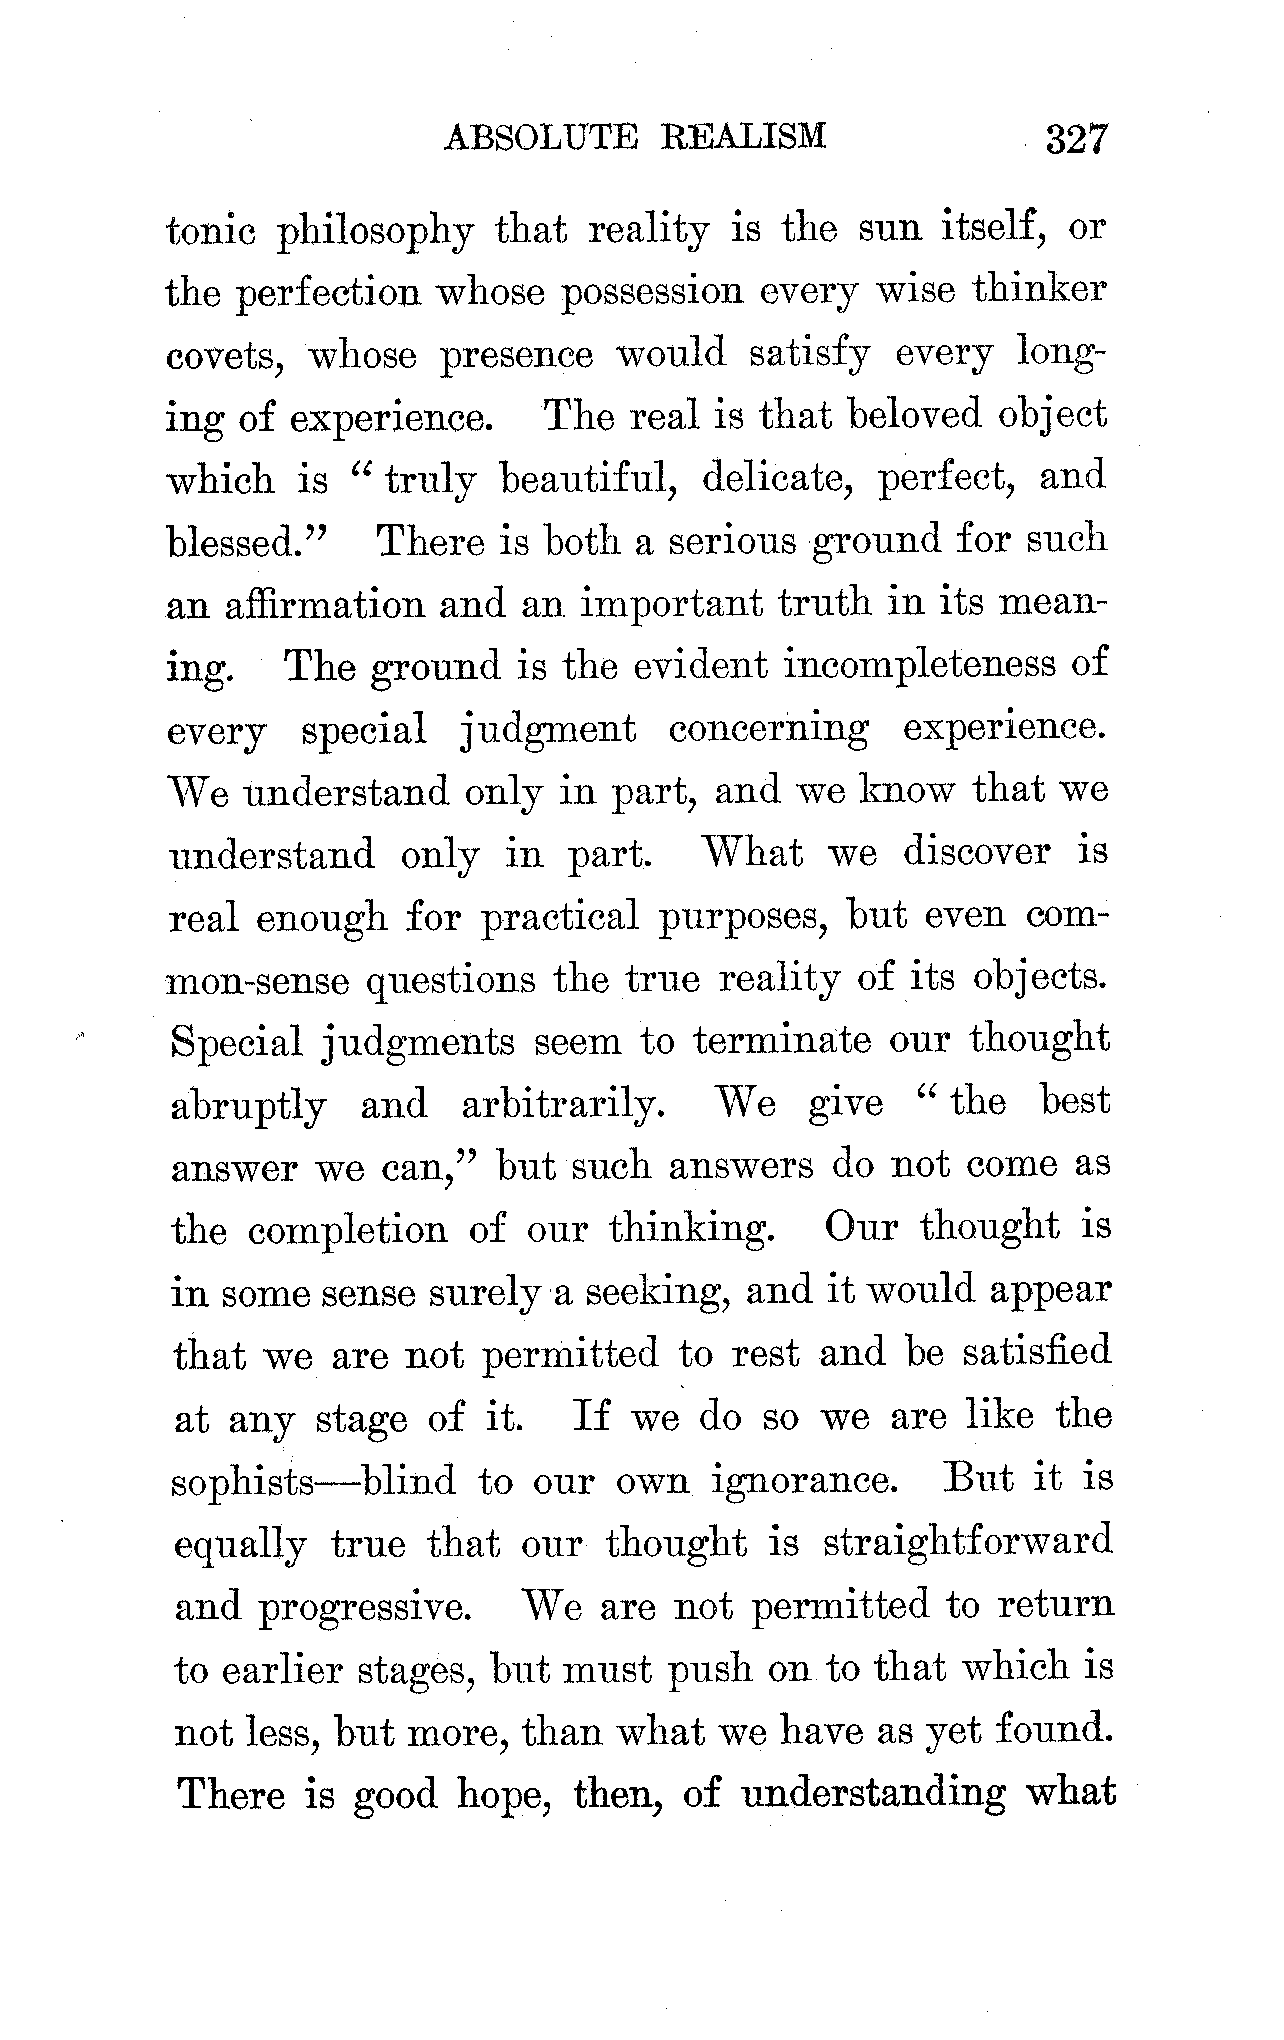 ABSOLUTE REALISM 327
tonic philosophy that reality is the sun itself, or
the perfection whose possession every wise thinker
covets, whose presence would satisfy every long-
ing of experience. The real is that beloved object
which is “ truly beautiful, delicate, perfect, and
blessed.” There is both a serious ground for such
an affirmation and an important truth in its mean-
ing. The ground is the evident incompleteness of
every special judgment concerning experience.
We understand only in part, and we know that we
understand only in part. What we discover is
real enough for practical purposes, but even com-
mon-sense questions the true reality of its objects.
Special judgments seem to terminate our thought
abruptly and arbitrarily. We give “ the best
answer we can,” but such answers do not come as
the completion of our thinking. Our thought is
in some sense surely a seeking, and it would appear
that we are not permitted to rest and be satisfied
at any stage of it. If we do so we are like the
sophists—blind to our own ignorance. But it is
equally true that our thought is straightforward
and progressive. We are not permitted to return
to earlier stages, but must push on to that which is
not less, but more, than what we have as yet found.
There is good hope, then, of understanding what